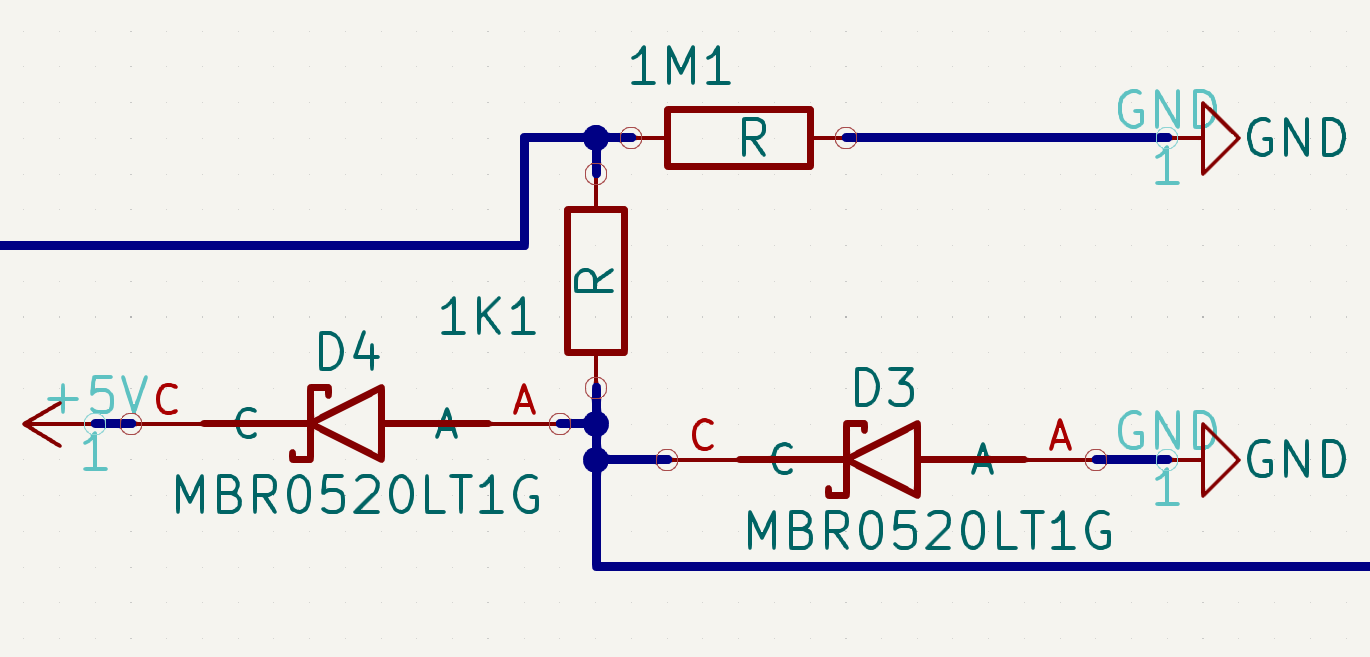 1M1
GND
R
GND
1
R
1K1
D4
+5V
C
C
A
A
1
MBR0520LT1G
D3
C
C
A
A
GND
GND
1
MBR0520LT1G